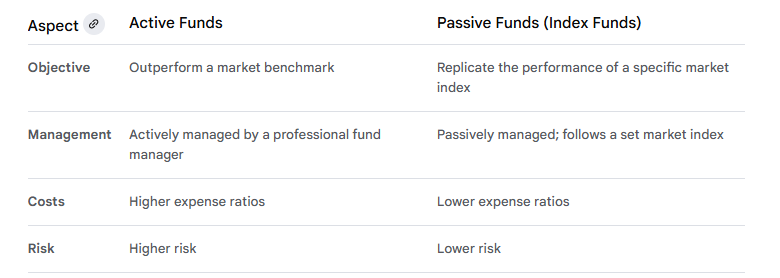 Aspect Active Funds Passive Funds (Index Funds)
Objective Outperform a market benchmark Replicate the performance of a specific market
index
Management Actively managed by a professional fund Passively managed; follows a set market index
manager
Costs Higher expense ratios Lower expense ratios
Risk Higher risk Lower risk